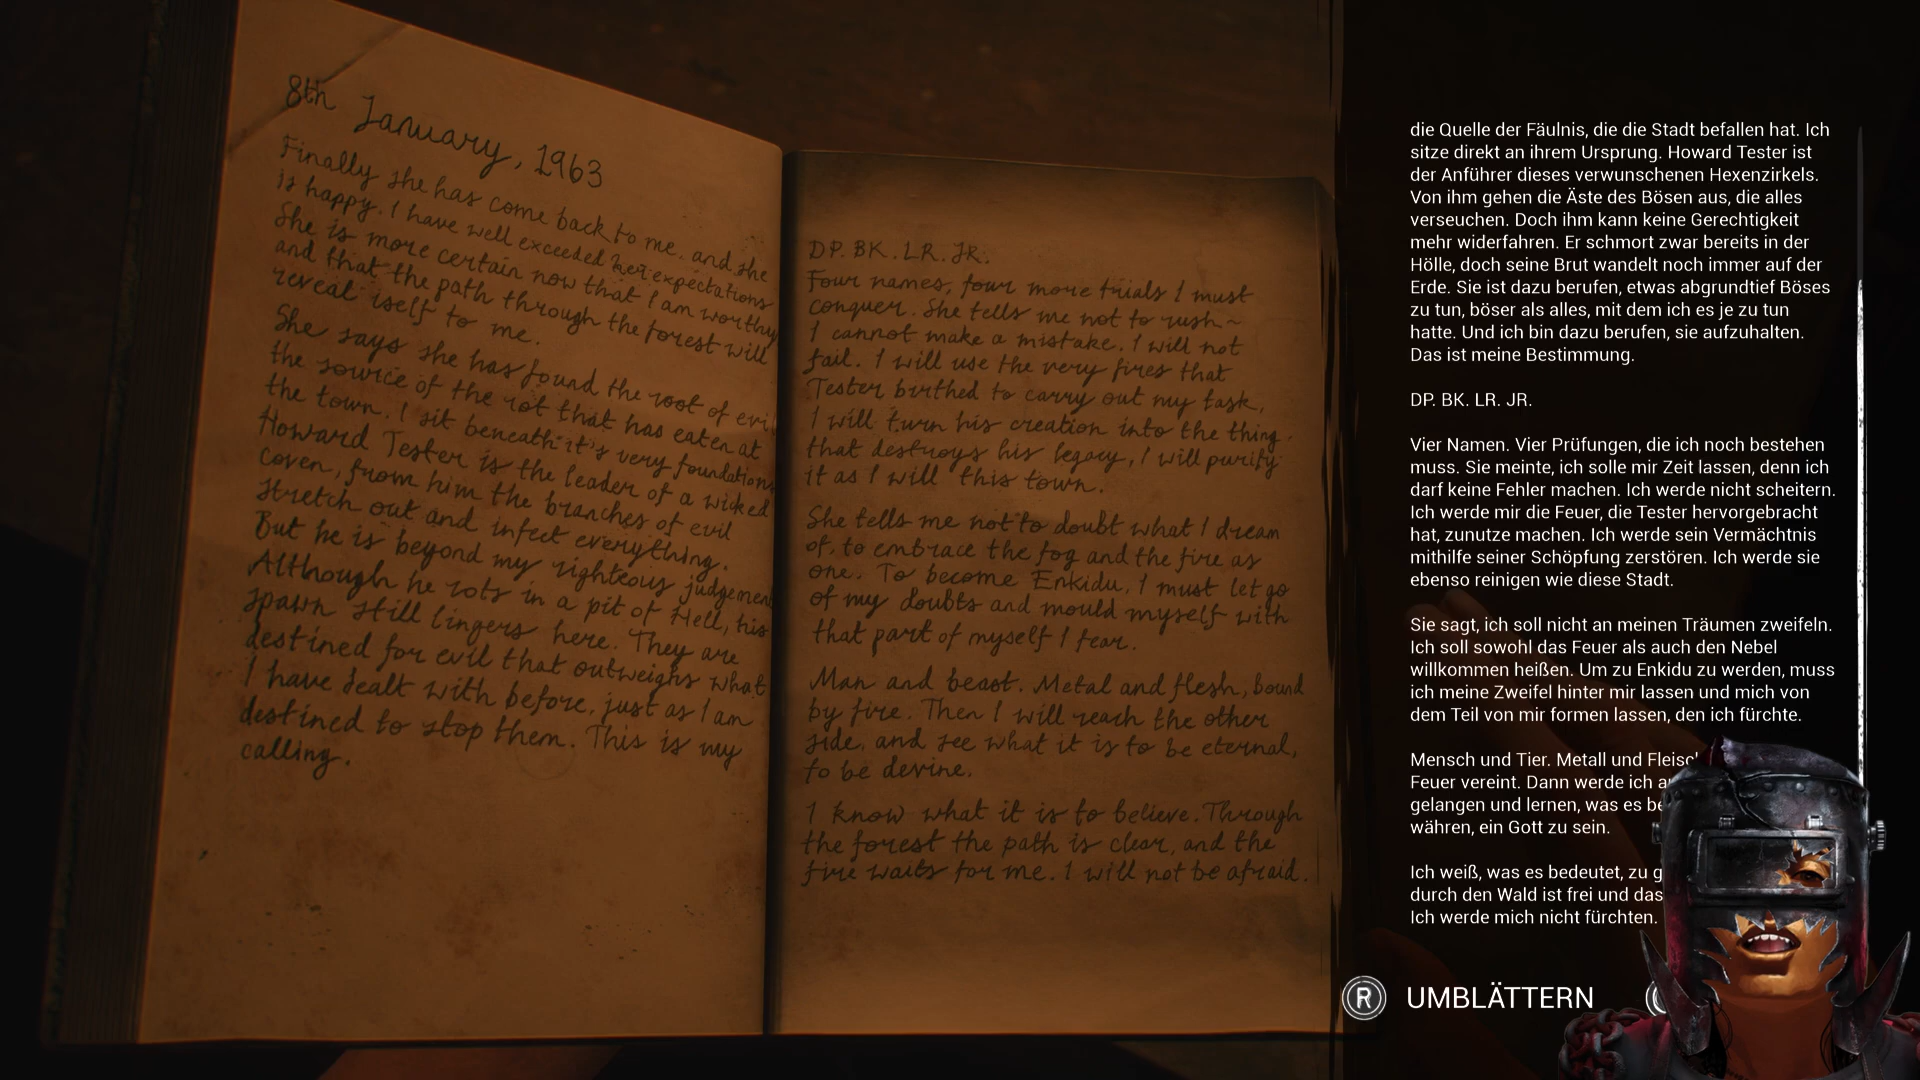 8th January, 1963
Finally she has come back to me, and she
is happy. I have well exceeded her expectations
She is more certain now that I am worthy
and that the path through the forest will
reveal iself to me.
She says she has found the root of evi
the source of the rot that has eaten at
the town. I sit beneath it's very foundations
Howard Tester is the leader of a wicked
coven, from him the branches of evil
stretch out and infect everything.
But he is beyond my righteous judgement
Although he rots in a pit of Hell, his
spawn still lingers here. They are
destined for evil that outweighs what
I have dealt with before, just as I am
destined to stop them. This is my
calling.
DP. BK. LR. JR.
Four names, four more trials I must
conquer. She tells me not to rush ~
I cannot make a mistake. I will not
fail. I will use the very fires that
Tester birthed to carry out my task,
I will turn his creation into the thing
that destroys his legacy, I will purify
it as I will this town.
She tells me not to doubt what I dream
of, to embrace the fog and the fire as
one. To become Enkidu, I must let go
of my doubts and mould myself with
that part of myself I fear.
Man and beast. Metal and flesh, bound
by fire. Then I will reach the other
side, and see what it is to be eternal,
to be devine.
I know what it is to believe. Through
the forest the path is clear, and the
fire waits for me. I will not be afraid.
die Quelle der Fäulnis, die die Stadt befallen hat. Ich
sitze direkt an ihrem Ursprung. Howard Tester ist
der Anführer dieses verwunschenen Hexenzirkels.
Von ihm gehen die Äste des Bösen aus, die alles
verseuchen. Doch ihm kann keine Gerechtigkeit
mehr widerfahren. Er schmort zwar bereits in der
Hölle, doch seine Brut wandelt noch immer auf der
Erde. Sie ist dazu berufen, etwas abgrundtief Böses
zu tun, böser als alles, mit dem ich es je zu tun
hatte. Und ich bin dazu berufen, sie aufzuhalten.
Das ist meine Bestimmung.
DP. BK. LR. JR.
Vier Namen. Vier Prüfungen, die ich noch bestehen
muss. Sie meinte, ich solle mir Zeit lassen, denn ich
darf keine Fehler machen. Ich werde nicht scheitern.
Ich werde mir die Feuer, die Tester hervorgebracht
hat, zunutze machen. Ich werde sein Vermächtnis
mithilfe seiner Schöpfung zerstören. Ich werde sie
ebenso reinigen wie diese Stadt.
Sie sagt, ich soll nicht an meinen Träumen zweifeln.
Ich soll sowohl das Feuer als auch den Nebel
willkommen heißen. Um zu Enkidu zu werden, muss
ich meine Zweifel hinter mir lassen und mich von
dem Teil von mir formen lassen, den ich fürchte.
Mensch und Tier. Metall und Fleisc
Feuer vereint. Dann werde ich a
gelangen und lernen, was es be
währen, ein Gott zu sein.
Ich weiß, was es bedeutet, zu g
durch den Wald ist frei und das
Ich werde mich nicht fürchten.
R UMBLÄTTERN